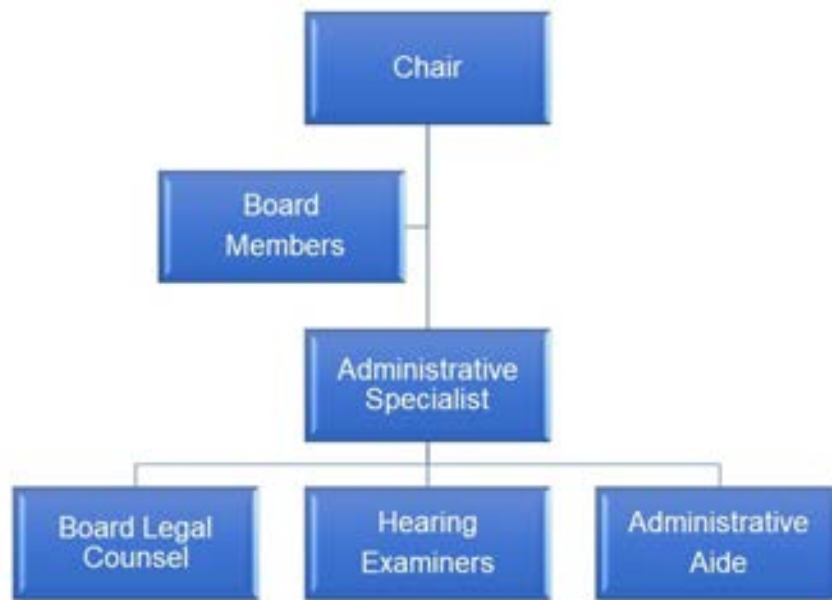 Chair
Board
Members
Administrative
Specialist
Board Legal
Counsel
Hearing
Examiners
Administrative
Aide